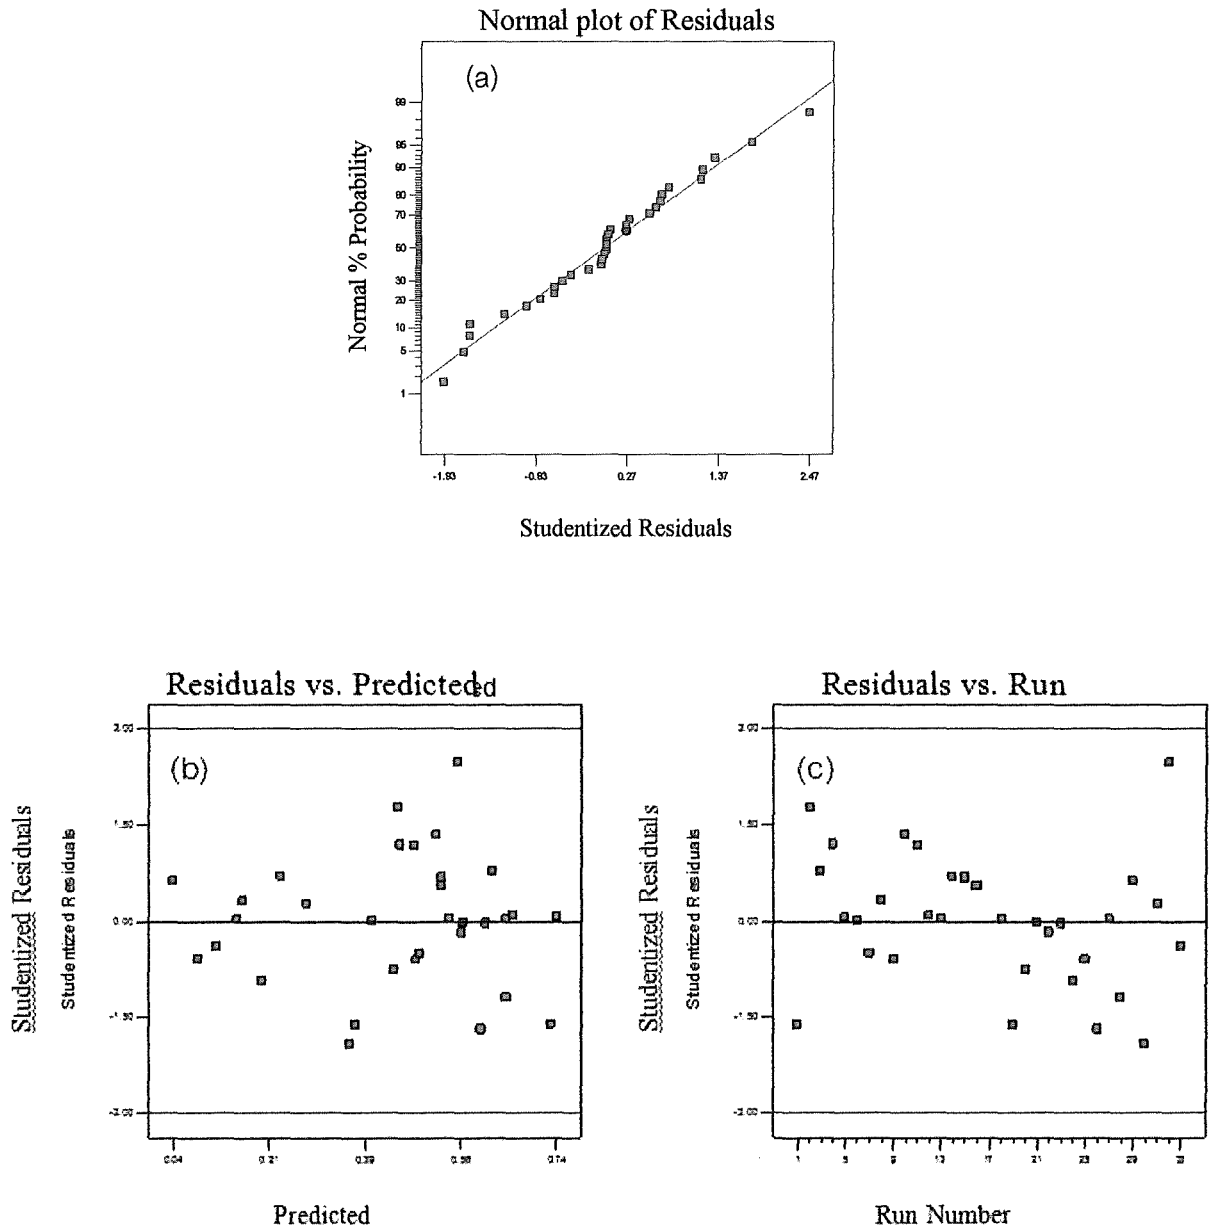 Normal plot of Residuals
(a)
Normal % Probability
99
95
90
80
70
50
30
20
10
5
1
-1.93
-0.83
0.27
1.37
2.47
Studentized Residuals
Residuals vs. Predicted
(b)
Studentized Residuals
Studentized Residuals
3.00
1.50
0.00
-1.50
-3.00
0.04
0.21
0.39
0.56
0.74
Predicted
Residuals vs. Run
(c)
Studentized Residuals
Studentized Residuals
3.00
1.50
0.00
-1.50
-3.00
1
5
9
13
17
21
25
29
33
Run Number